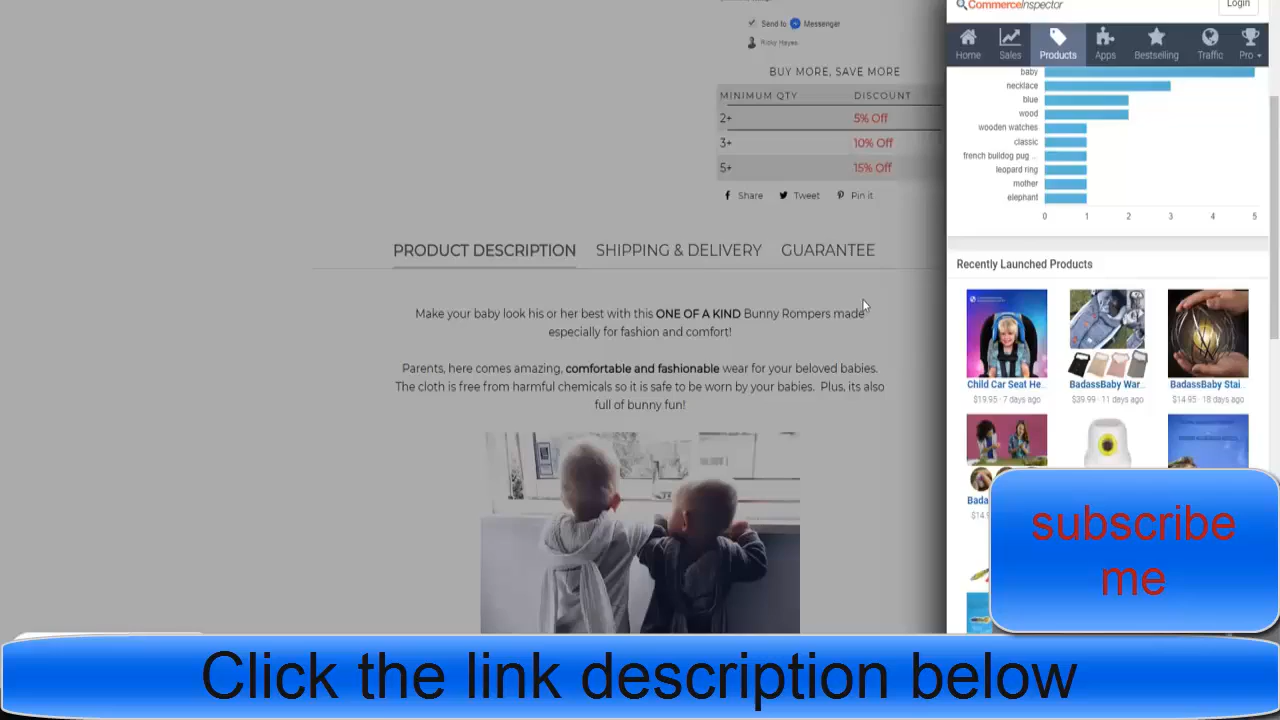 Send to Messenger
Ricky Hayes
BUY MORE, SAVE MORE
MINIMUM QTY DISCOUNT
2+ 5% Off
3+ 10% Off
5+ 15% Off
Share Tweet Pin it
PRODUCT DESCRIPTION SHIPPING & DELIVERY GUARANTEE
Make your baby look his or her best with this ONE OF A KIND Bunny Rompers made
especially for fashion and comfort!
Parents, here comes amazing, comfortable and fashionable wear for your beloved babies.
The cloth is free from harmful chemicals so it is safe to be worn by your babies. Plus, its also
full of bunny fun!
CommerceInspector Login
Home Sales Products Apps Bestselling Traffic Pro
baby
necklace
blue
wood
wooden watches
classic
french bulldog pug ...
leopard ring
mother
elephant
0 1 2 3 4 5
Recently Launched Products
Child Car Seat He.. BadassBaby War.. BadassBaby Stai..
$19.95 · 7 days ago $39.99 · 11 days ago $14.95 · 18 days ago
Bada
$14.9
subscribe
me
Click the link description below